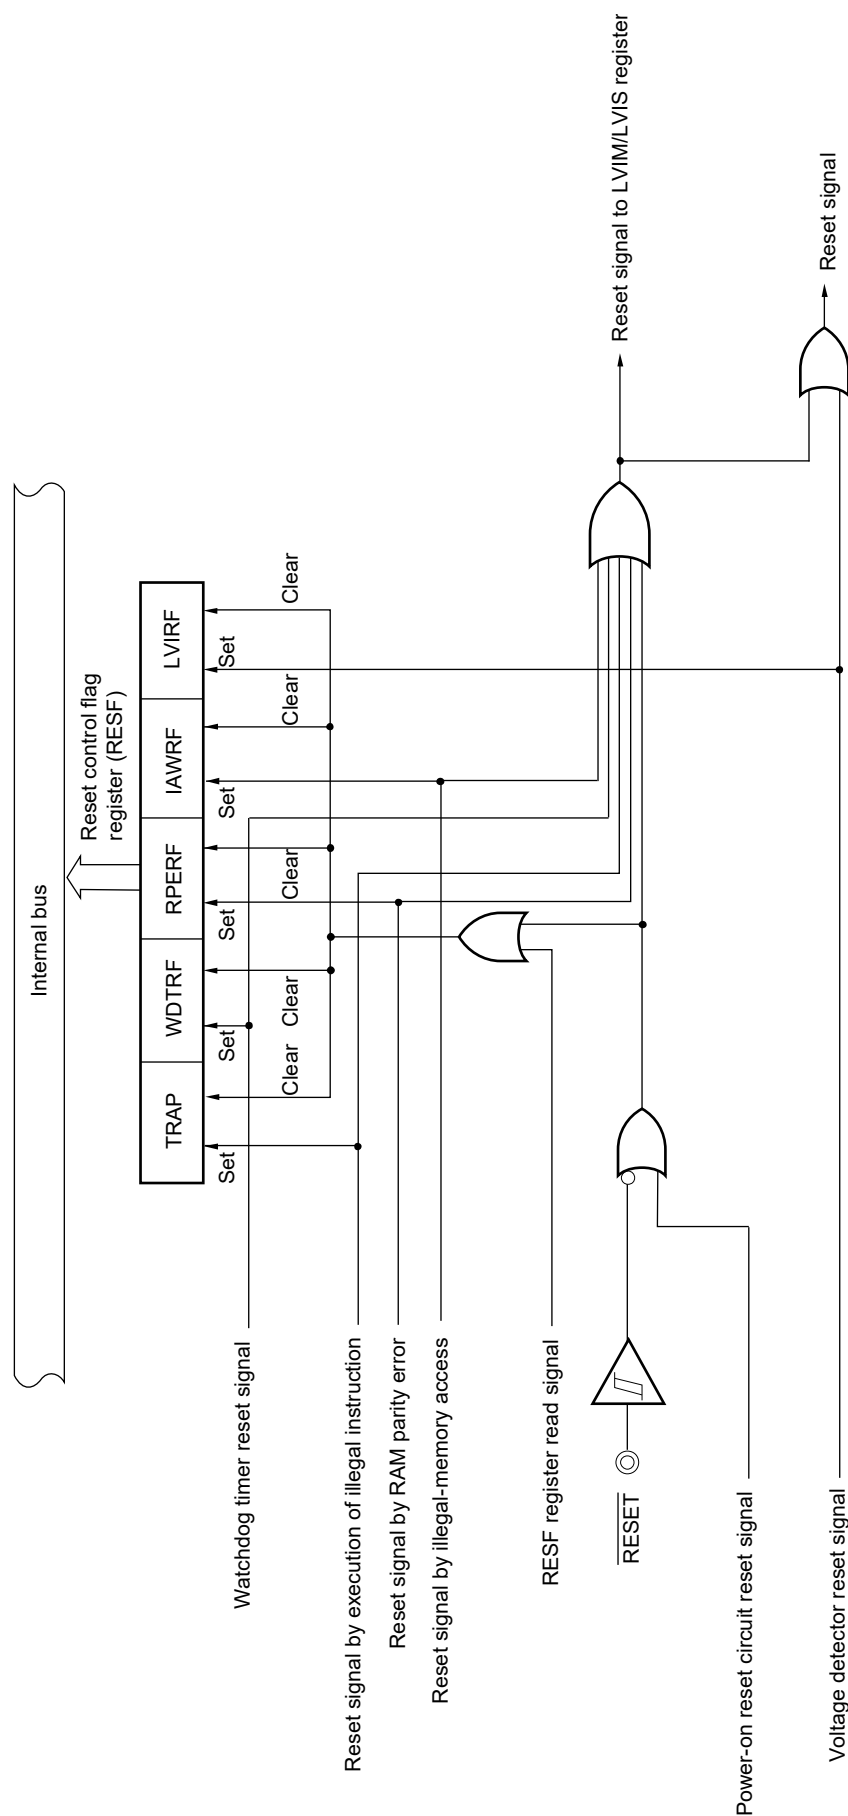 Internal bus
Reset control flag
register (RESF)
TRAP
WDTRF
RPERF
IAWRF
LVIRF
Set
Clear
Set
Clear
Set
Clear
Set
Clear
Set
Clear
Watchdog timer reset signal
Reset signal by execution of illegal instruction
Reset signal by RAM parity error
Reset signal by illegal-memory access
RESF register read signal
RESET
Power-on reset circuit reset signal
Voltage detector reset signal
Reset signal to LVIM/LVIS register
Reset signal